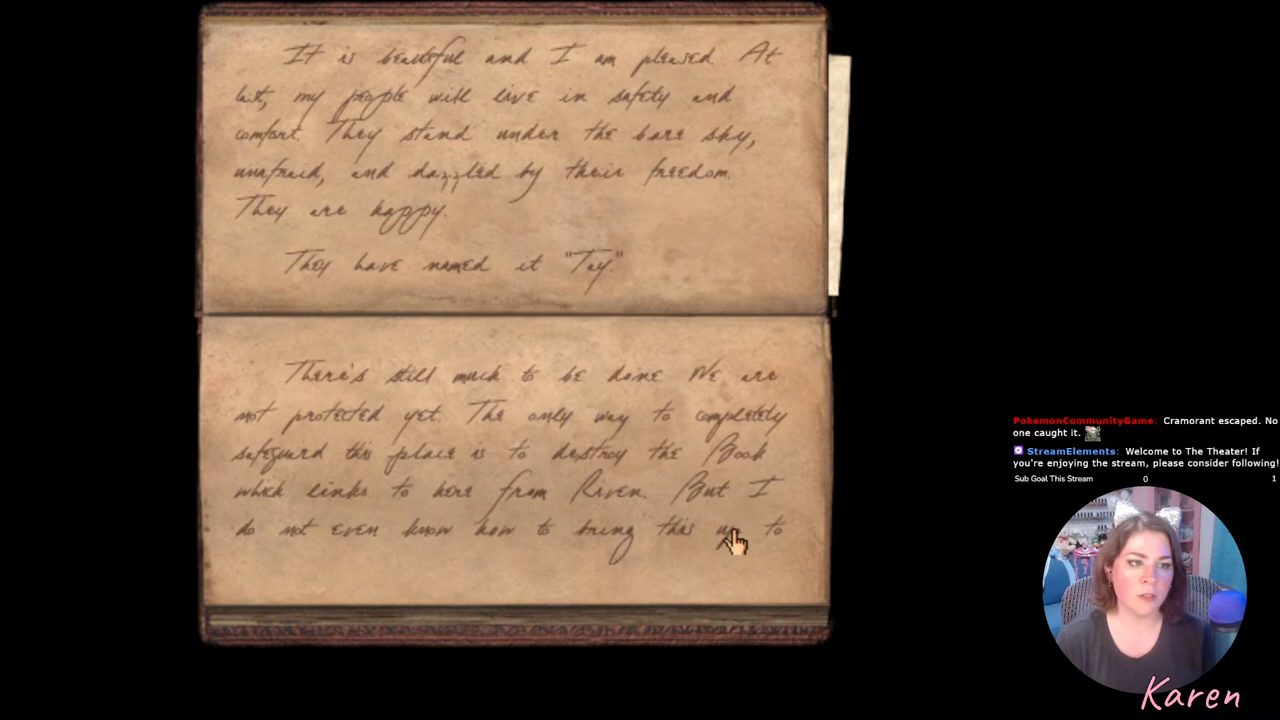 It is beautiful and I am pleased. At
last, my people will live in safety and
comfort. They stand under the bare sky,
unafraid, and dazzled by their freedom.
They are happy.
They have named it "Tay."
There's still much to be done. We are
not protected yet. The only way to completely
safeguard this place is to destroy the Book
which links to here from Riven. But I
do not even know how to bring this up to
PokemonCommunityGame: Cramorant escaped. No
one caught it.
StreamElements: Welcome to The Theater! If
you're enjoying the stream, please consider following!
Sub Goal This Stream 0 1
Karen